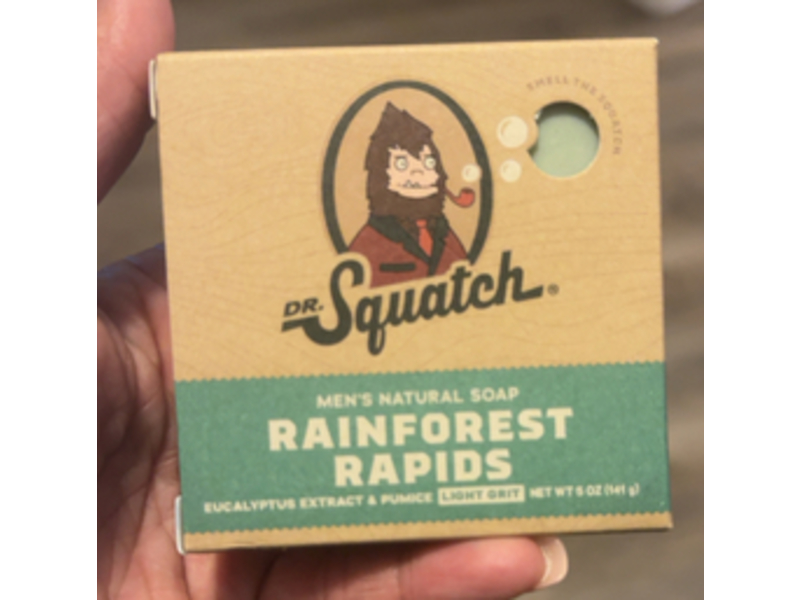 SMELL THE SQUATCH
DR. Squatch®
MEN'S NATURAL SOAP
RAINFOREST
RAPIDS
EUCALYPTUS EXTRACT & PUMICE LIGHT GRIT NET WT 5 OZ (141 g)